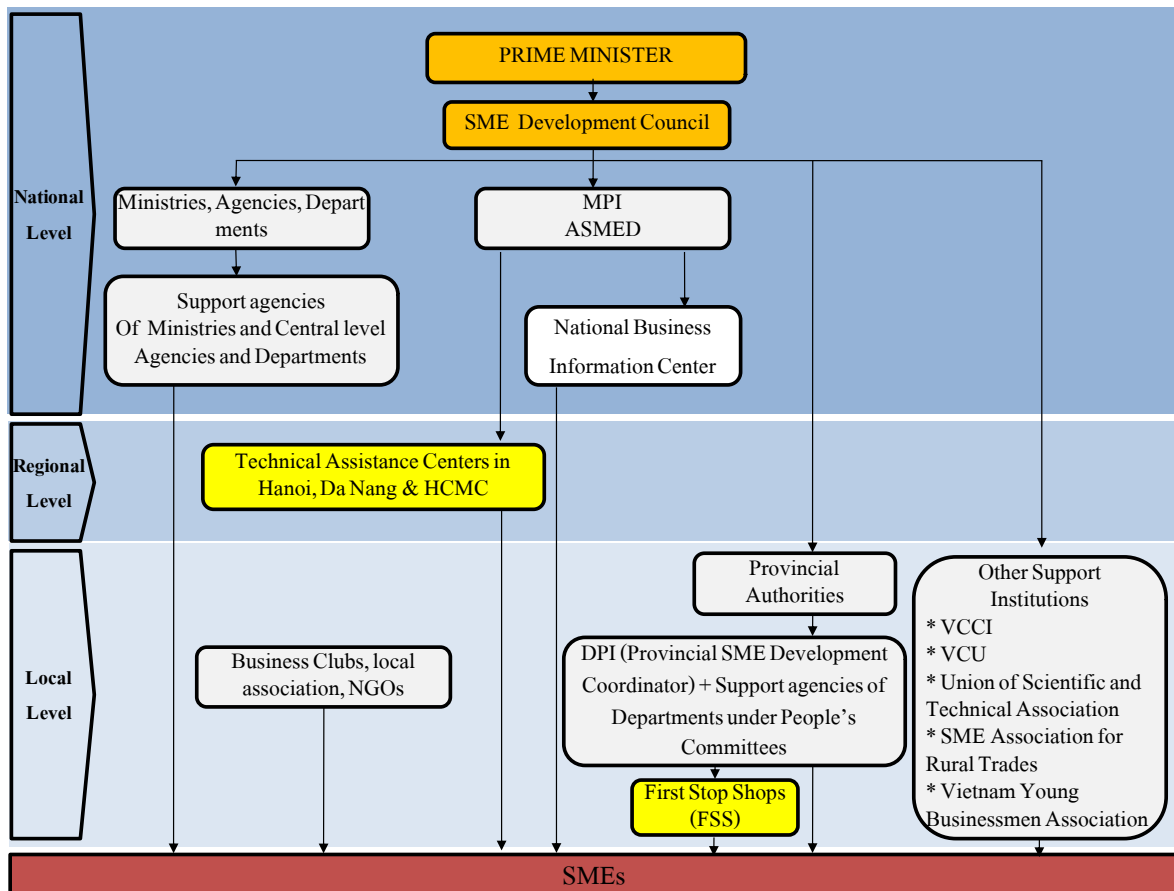 PRIME MINISTER
SME Development Council
National
Level
Ministries, Agencies, Depart
ments
MPI
ASMED
Support agencies
Of Ministries and Central level
Agencies and Departments
National Business
Information Center
Regional
Level
Technical Assistance Centers in
Hanoi, Da Nang & HCMC
Local
Level
Business Clubs, local
association, NGOs
Provincial
Authorities
DPI (Provincial SME Development
Coordinator) + Support agencies of
Departments under People’s
Committees
First Stop Shops
(FSS)
Other Support
Institutions
* VCCI
* VCU
* Union of Scientific and
Technical Association
* SME Association for
Rural Trades
* Vietnam Young
Businessmen Association
SMEs